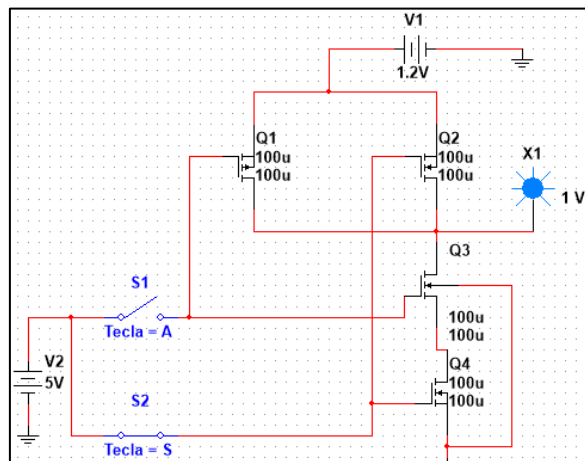 V1
1.2V
Q1
100u
100u
Q2
100u
100u
X1
1 V
Q3
100u
100u
S1
Tecla = A
V2
5V
Q4
100u
100u
S2
Tecla = S